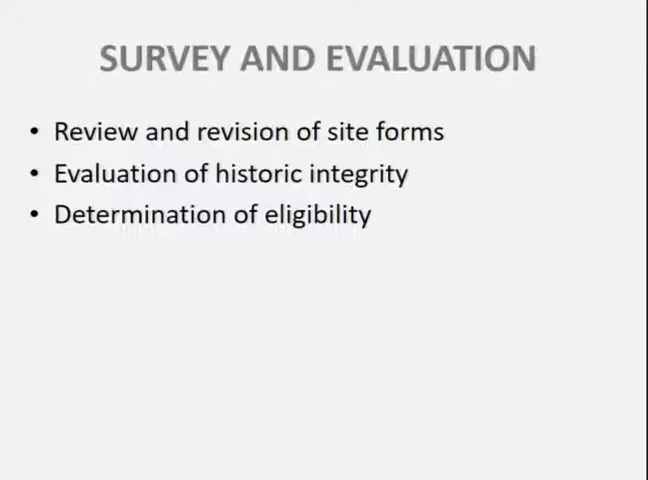 SURVEY AND EVALUATION
• Review and revision of site forms
• Evaluation of historic integrity
• Determination of eligibility